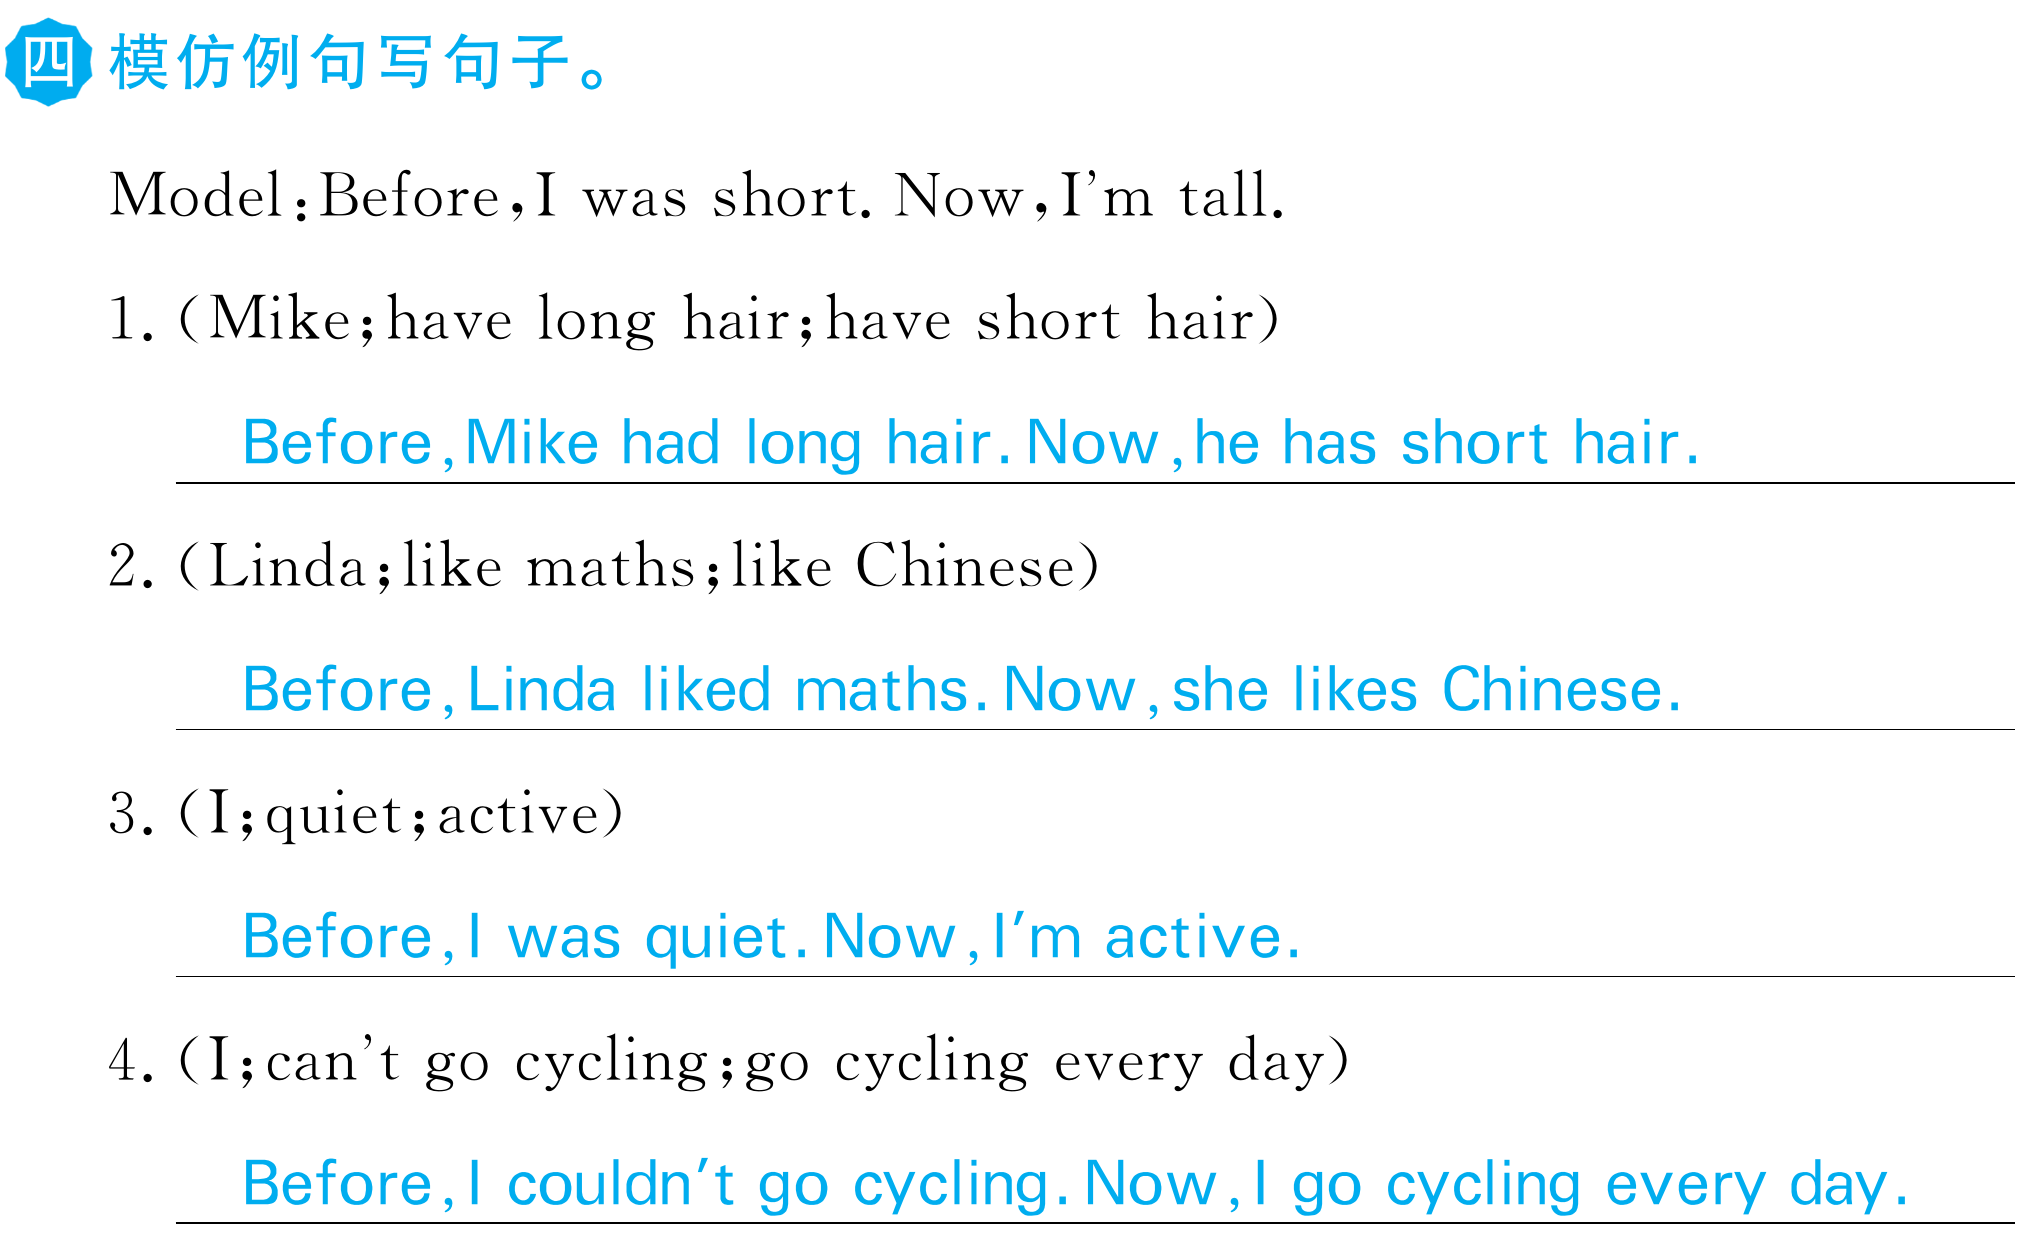 四 模仿例句写句子。
Model:Before,I was short. Now,I'm tall.
1. (Mike;have long hair;have short hair)
Before,Mike had long hair. Now,he has short hair.
2. (Linda;like maths;like Chinese)
Before,Linda liked maths. Now,she likes Chinese.
3. (I;quiet;active)
Before,I was quiet. Now,I'm active.
4. (I;can't go cycling;go cycling every day)
Before,I couldn't go cycling. Now,I go cycling every day.